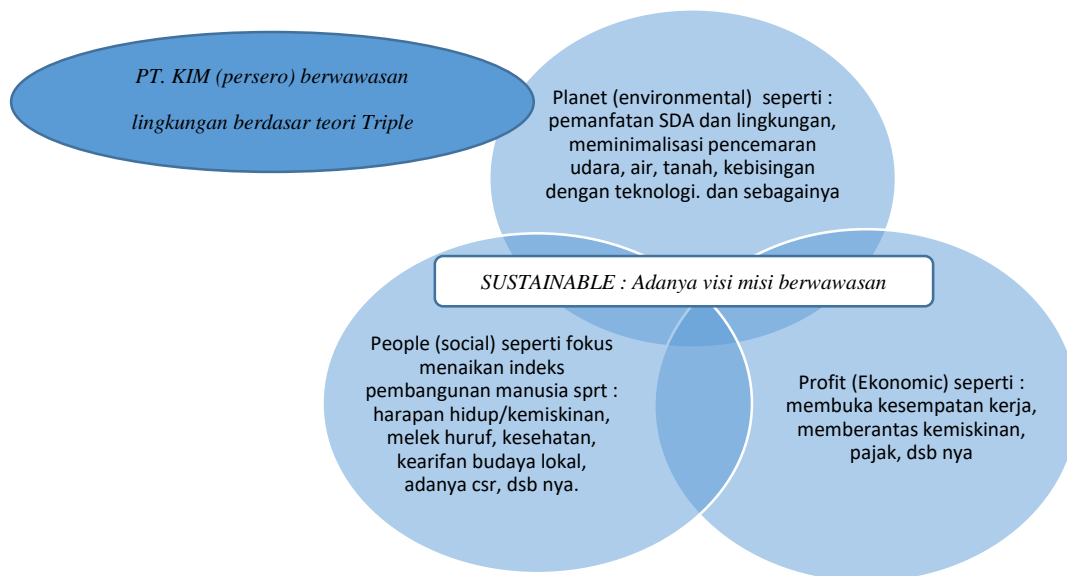 PT. KIM (persero) berwawasan
lingkungan berdasar teori Triple
Planet (environmental) seperti :
pemanfatan SDA dan lingkungan,
meminimalisasi pencemaran
udara, air, tanah, kebisingan
dengan teknologi. dan sebagainya
SUSTAINABLE : Adanya visi misi berwawasan
People (social) seperti fokus
menaikan indeks
pembangunan manusia sprt :
harapan hidup/kemiskinan,
melek huruf, kesehatan,
kearifan budaya lokal,
adanya csr, dsb nya.
Profit (Ekonomic) seperti :
membuka kesempatan kerja,
memberantas kemiskinan,
pajak, dsb nya